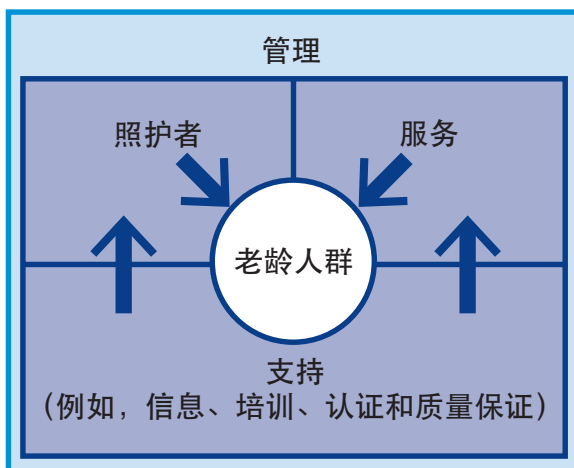 管理
照护者
服务
老龄人群
支持
（例如，信息、培训、认证和质量保证）